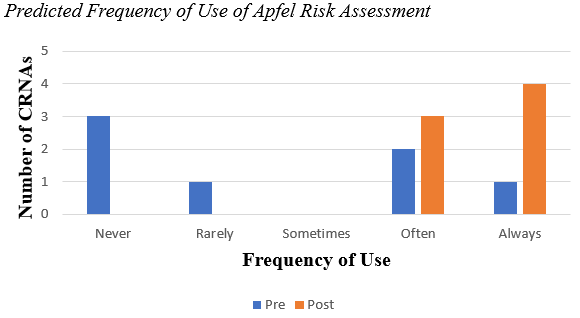 Predicted Frequency of Use of Apfel Risk Assessment
5
4
3
2
1
0
Number of CRNAs
Never Rarely Sometimes Often Always
Frequency of Use
Pre Post